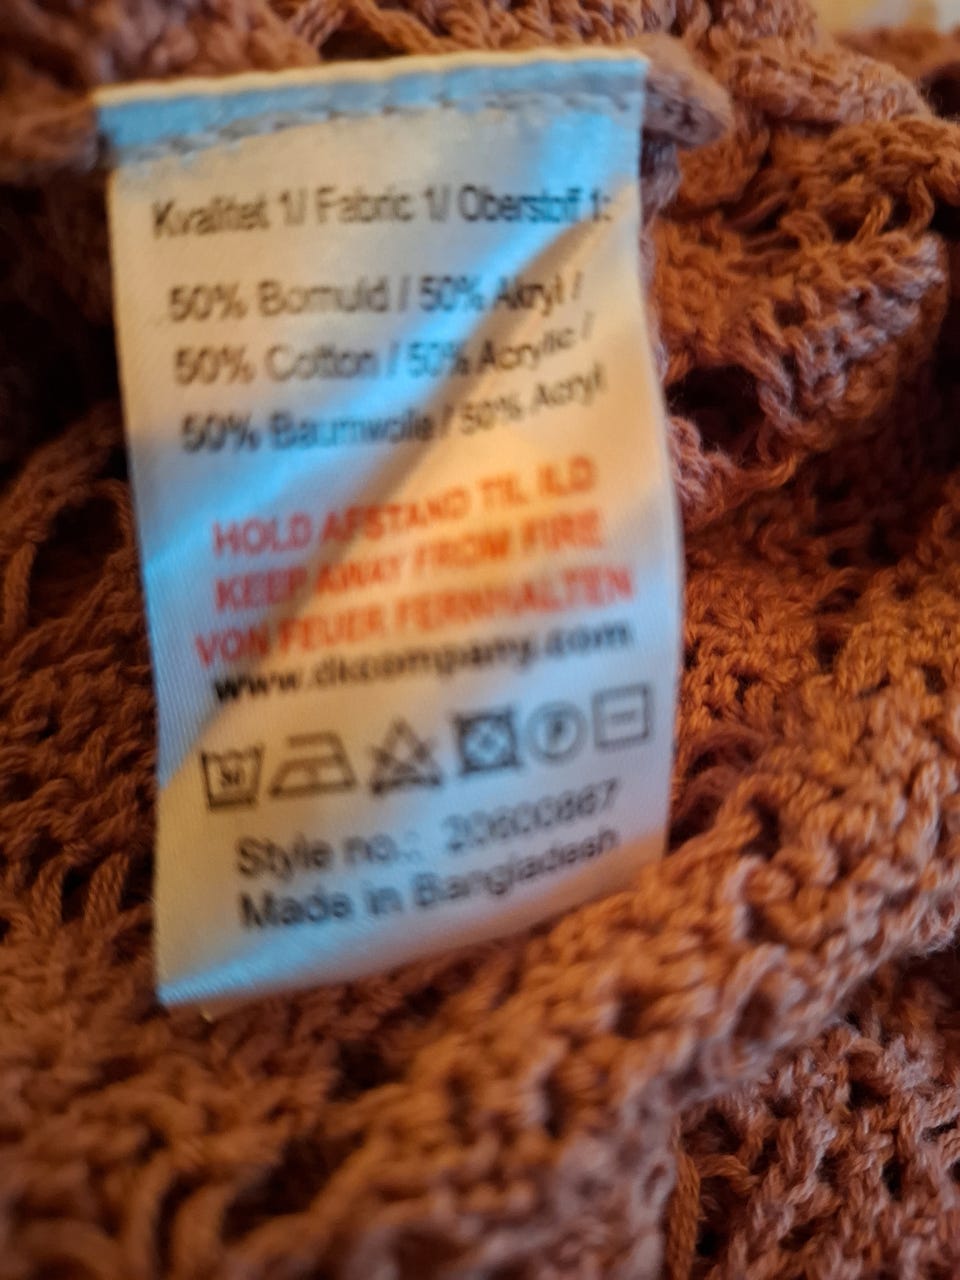 Kvalitet 1/ Fabric 1/ Oberstoff 1:
50% Bomuld / 50% Akryl /
50% Cotton / 50% Acrylic /
50% Baumwolle / 50% Acryl
HOLD AFSTAND TIL ILD
KEEP AWAY FROM FIRE
VON FEUER FERNHALTEN
www.dkcompany.com
30 P
Style no.: 20600867
Made in Bangladesh